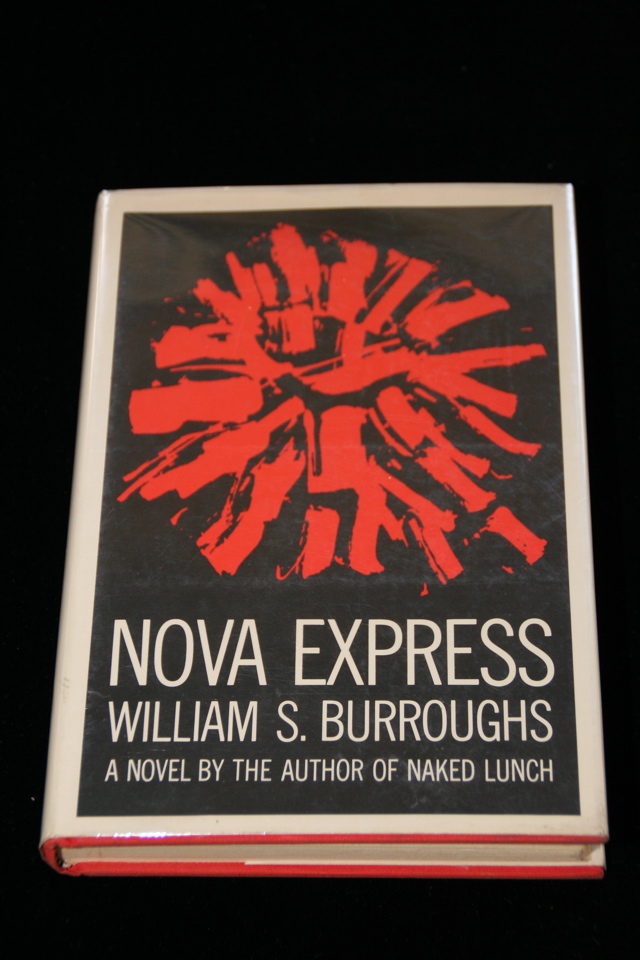 NOVA EXPRESS
WILLIAM S. BURROUGHS
A NOVEL BY THE AUTHOR OF NAKED LUNCH